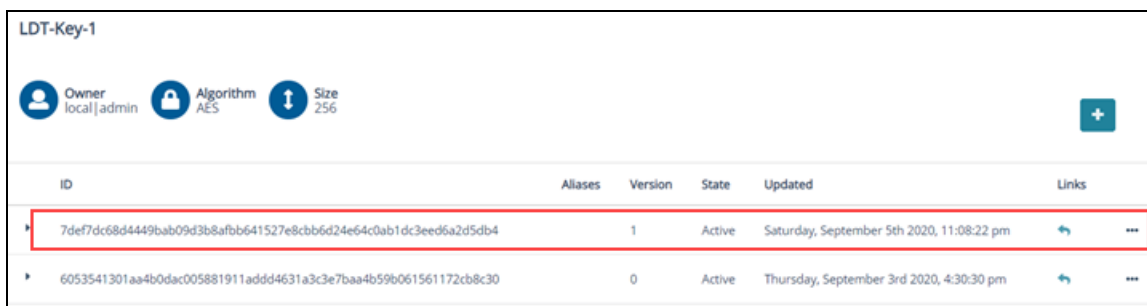 LDT-Key-1
Owner Algorithm Size
local|admin AES 256
ID Aliases Version State Updated Links
7def7dc68d4449bab09d3b8afbb641527e8cbb6d24e64c0ab1dc3eed6a2d5db4 1 Active Saturday, September 5th 2020, 11:08:22 pm
6053541301aa4b0dac005881911addd4631a3c3e7baa4b59b061561172cb8c30 0 Active Thursday, September 3rd 2020, 4:30:30 pm